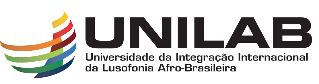 UNILAB
Universidade da Integração Internacional
da Lusofonia Afro-Brasileira